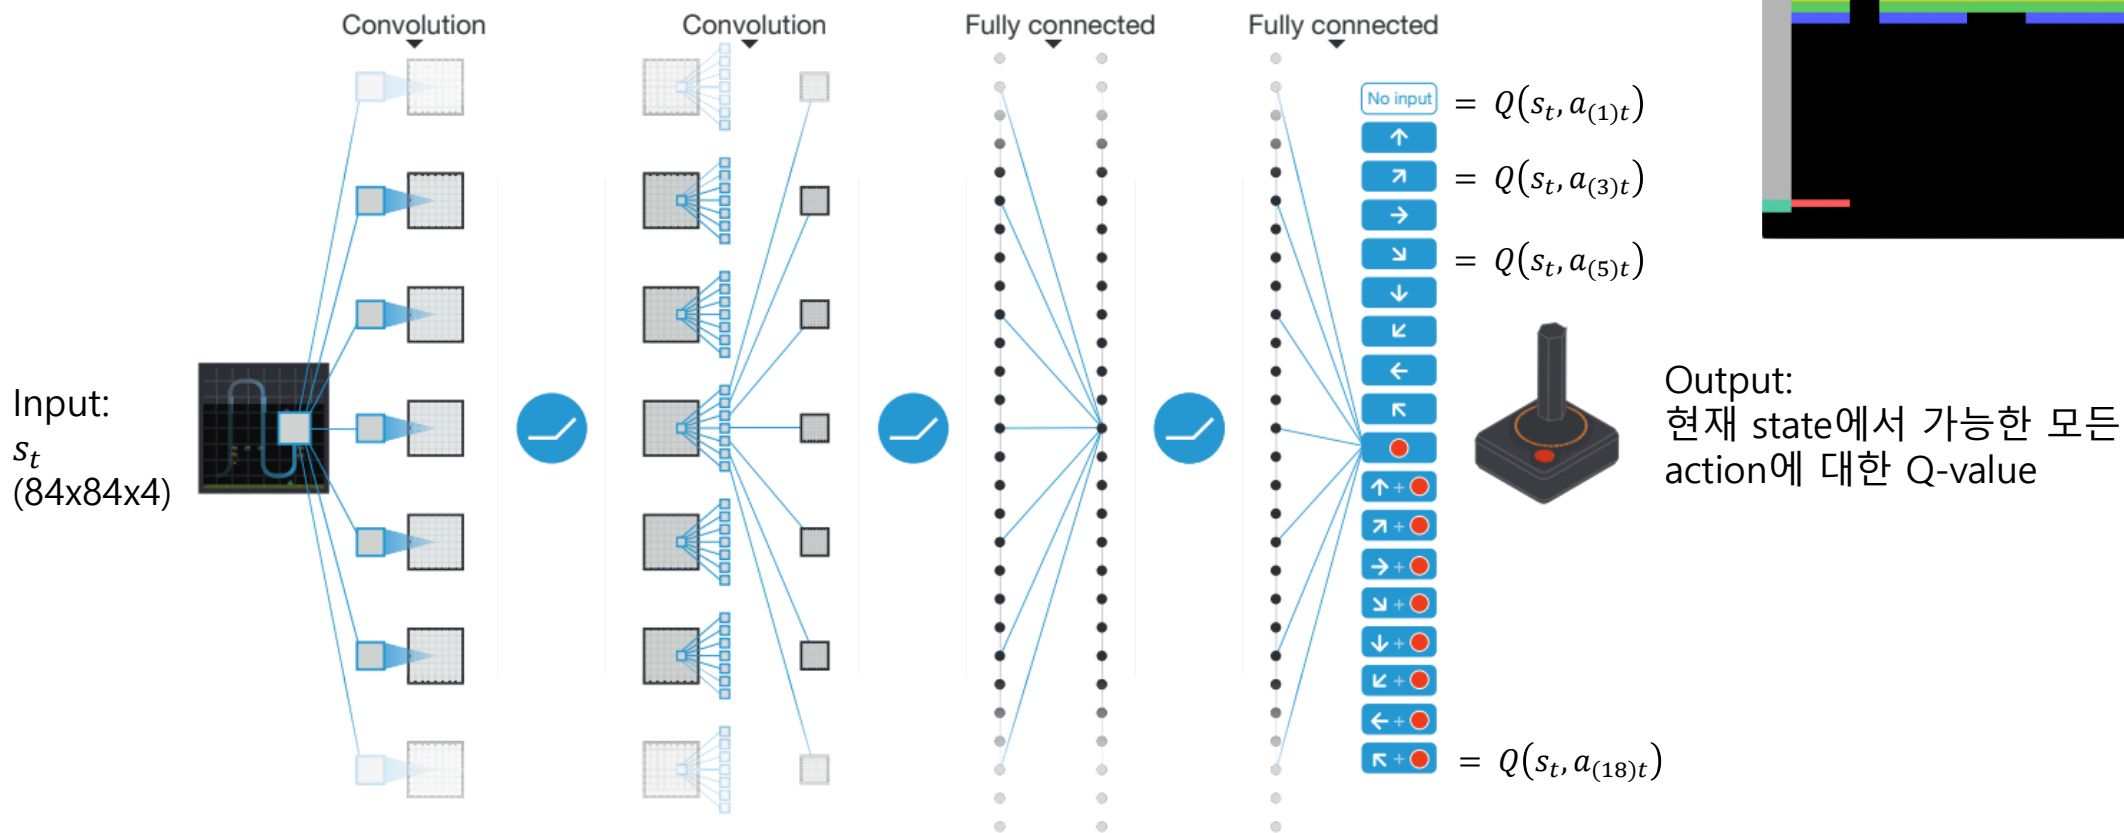 Convolution
Convolution
Fully connected
Fully connected
No input
= Q(s_t, a_{(1)t})
= Q(s_t, a_{(3)t})
= Q(s_t, a_{(5)t})
= Q(s_t, a_{(18)t})
Input:
s_t
(84x84x4)
Output:
현재 state에서 가능한 모든
action에 대한 Q-value